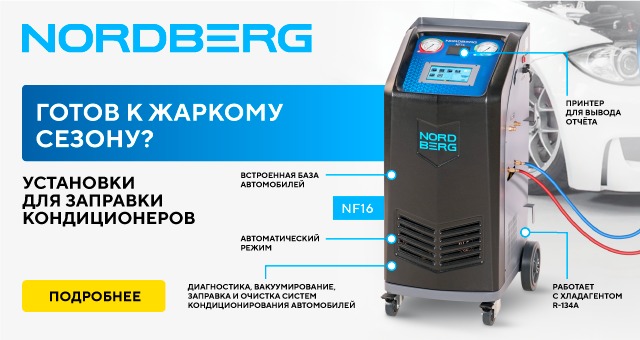 NORDBERG
ГОТОВ К ЖАРКОМУ
СЕЗОНУ?
УСТАНОВКИ
ДЛЯ ЗАПРАВКИ
КОНДИЦИОНЕРОВ
ПОДРОБНЕЕ
ВСТРОЕННАЯ БАЗА
АВТОМОБИЛЕЙ
NF16
АВТОМАТИЧЕСКИЙ
РЕЖИМ
ДИАГНОСТИКА, ВАКУУМИРОВАНИЕ,
ЗАПРАВКА И ОЧИСТКА СИСТЕМ
КОНДИЦИОНИРОВАНИЯ АВТОМОБИЛЕЙ
NORD
BERG
ПРИНТЕР
ДЛЯ ВЫВОДА
ОТЧЁТА
РАБОТАЕТ
С ХЛАДАГЕНТОМ
R-134A